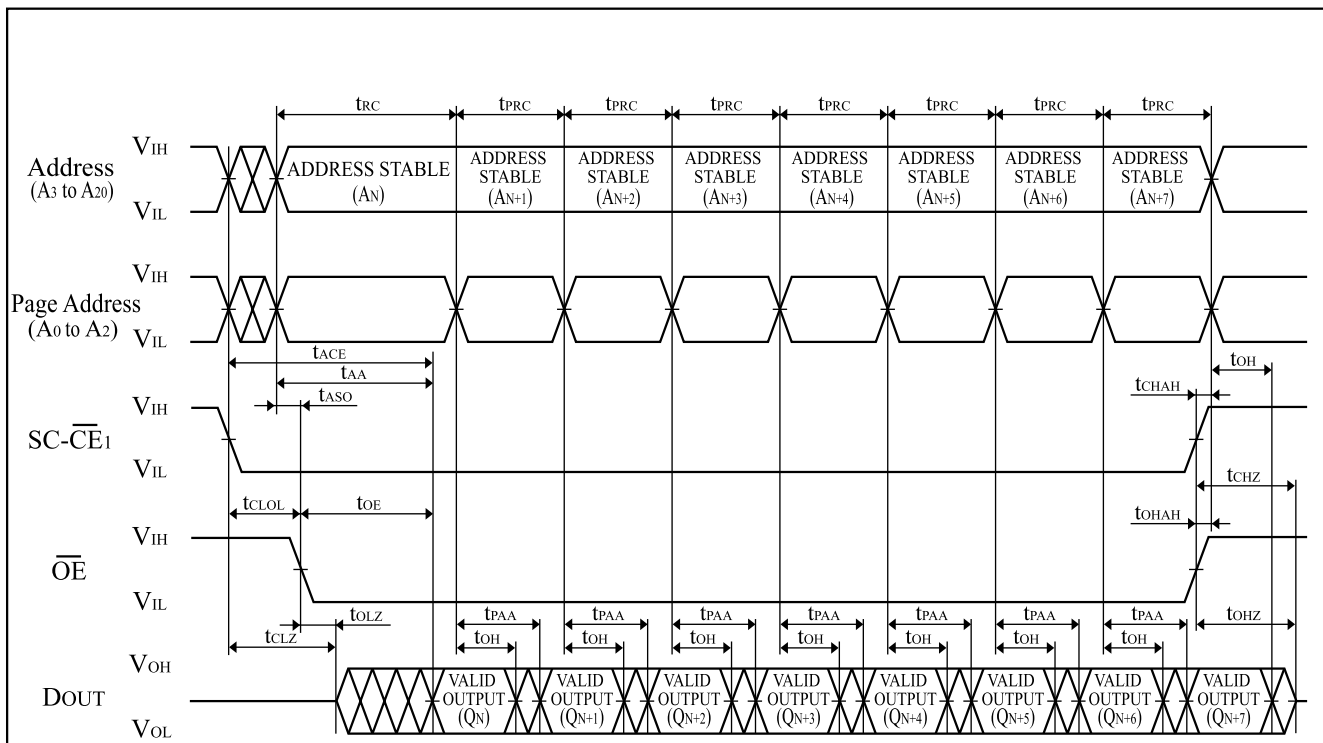 tRC tPRC tPRC tPRC tPRC tPRC tPRC tPRC
VIH
Address
(A3 to A20)
VIL
ADDRESS STABLE
(AN)
ADDRESS
STABLE
(AN+1)
ADDRESS
STABLE
(AN+2)
ADDRESS
STABLE
(AN+3)
ADDRESS
STABLE
(AN+4)
ADDRESS
STABLE
(AN+5)
ADDRESS
STABLE
(AN+6)
ADDRESS
STABLE
(AN+7)
VIH
Page Address
(A0 to A2)
VIL
tACE
tAA
tASO
tOH
tCHAH
VIH
SC-CE1
VIL
tCHZ
tCLOL tOE
tOHAH
VIH
OE
VIL
tOLZ
tCLZ
tPAA tPAA tPAA tPAA tPAA tPAA tPAA
tOHZ
tOH tOH tOH tOH tOH tOH tOH
VOH
DOUT
VOL
VALID
OUTPUT
(QN)
VALID
OUTPUT
(QN+1)
VALID
OUTPUT
(QN+2)
VALID
OUTPUT
(QN+3)
VALID
OUTPUT
(QN+4)
VALID
OUTPUT
(QN+5)
VALID
OUTPUT
(QN+6)
VALID
OUTPUT
(QN+7)